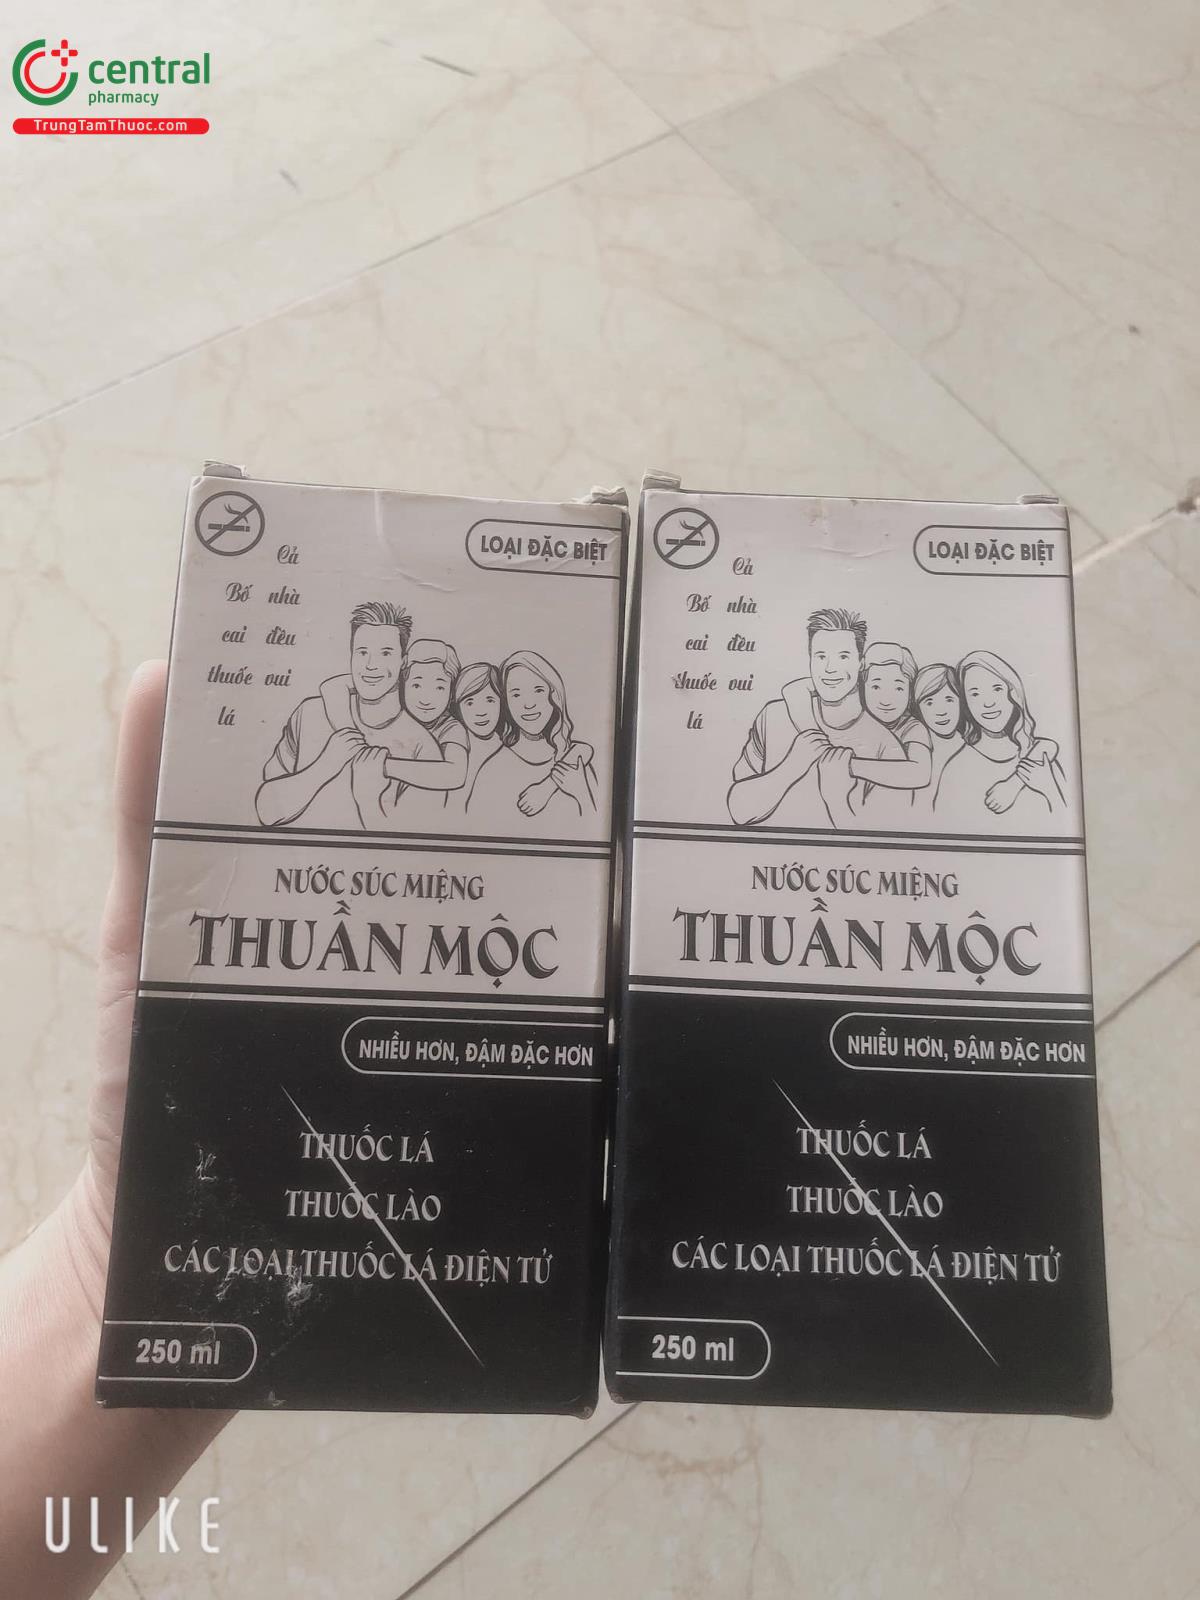 central
pharmacy
TrungTamThuoc.com
LOẠI ĐẶC BIỆT
Cả
Bố nhà
cai đều
thuốc vui
lá
NƯỚC SÚC MIỆNG
THUẦN MỘC
NHIỀU HƠN, ĐẬM ĐẶC HƠN
THUỐC LÁ
THUỐC LÀO
CÁC LOẠI THUỐC LÁ ĐIỆN TỬ
250 ml
LOẠI ĐẶC BIỆT
Cả
Bố nhà
cai đều
thuốc vui
lá
NƯỚC SÚC MIỆNG
THUẦN MỘC
NHIỀU HƠN, ĐẬM ĐẶC HƠN
THUỐC LÁ
THUỐC LÀO
CÁC LOẠI THUỐC LÁ ĐIỆN TỬ
250 ml
ULIKE